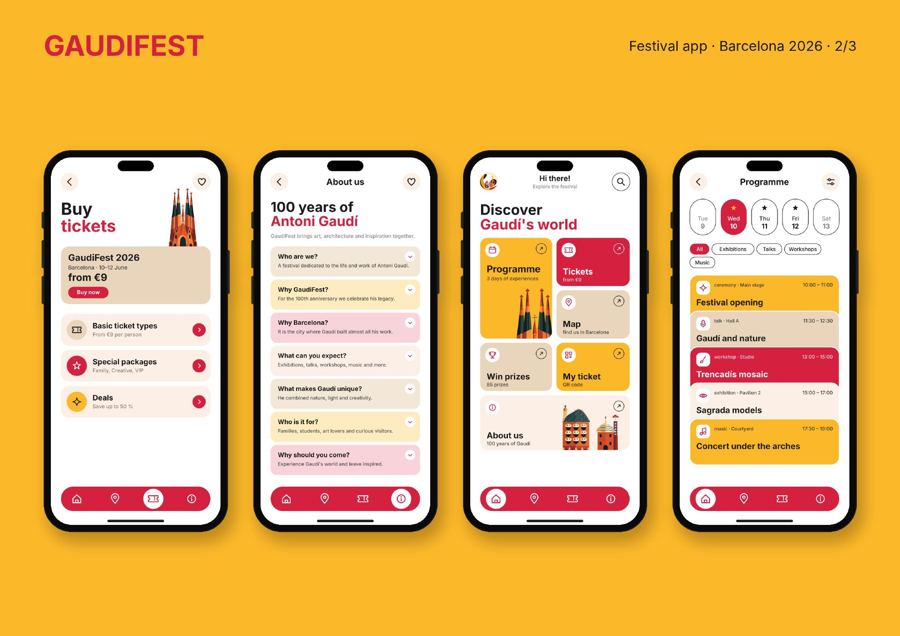 GAUDIFEST
Festival app · Barcelona 2026 · 2/3
Buy
tickets
GaudiFest 2026
Barcelona · 10-12 June
from €9
Buy now
Basic ticket types
From €9 per person
Special packages
Family, Creative, VIP
Deals
Save up to 50 %
About us
100 years of
Antoni Gaudí
GaudiFest brings art, architecture and inspiration together.
Who are we?
A festival dedicated to the life and work of Antoni Gaudí.
Why GaudiFest?
For the 100th anniversary we celebrate his legacy.
Why Barcelona?
It is the city where Gaudí built almost all his work.
What can you expect?
Exhibitions, talks, workshops, music and more.
What makes Gaudí unique?
He combined nature, light and creativity.
Who is it for?
Families, students, art lovers and curious visitors.
Why should you come?
Experience Gaudí's world and leave inspired.
Hi there!
Explore the festival
Discover
Gaudí's world
Programme
3 days of experiences
Tickets
from €9
Map
find us in Barcelona
Win prizes
85 prizes
My ticket
QR code
About us
100 years of Gaudí
Programme
Tue
9
Wed
10
Thu
11
Fri
12
Sat
13
All
Exhibitions
Talks
Workshops
Music
ceremony · Main stage
10:00 – 11:00
Festival opening
talk · Hall A
11:30 – 12:30
Gaudí and nature
workshop · Studio
13:00 – 15:00
Trencadís mosaic
exhibition · Pavilion 2
15:00 – 17:00
Sagrada models
music · Courtyard
17:30 – 19:00
Concert under the arches